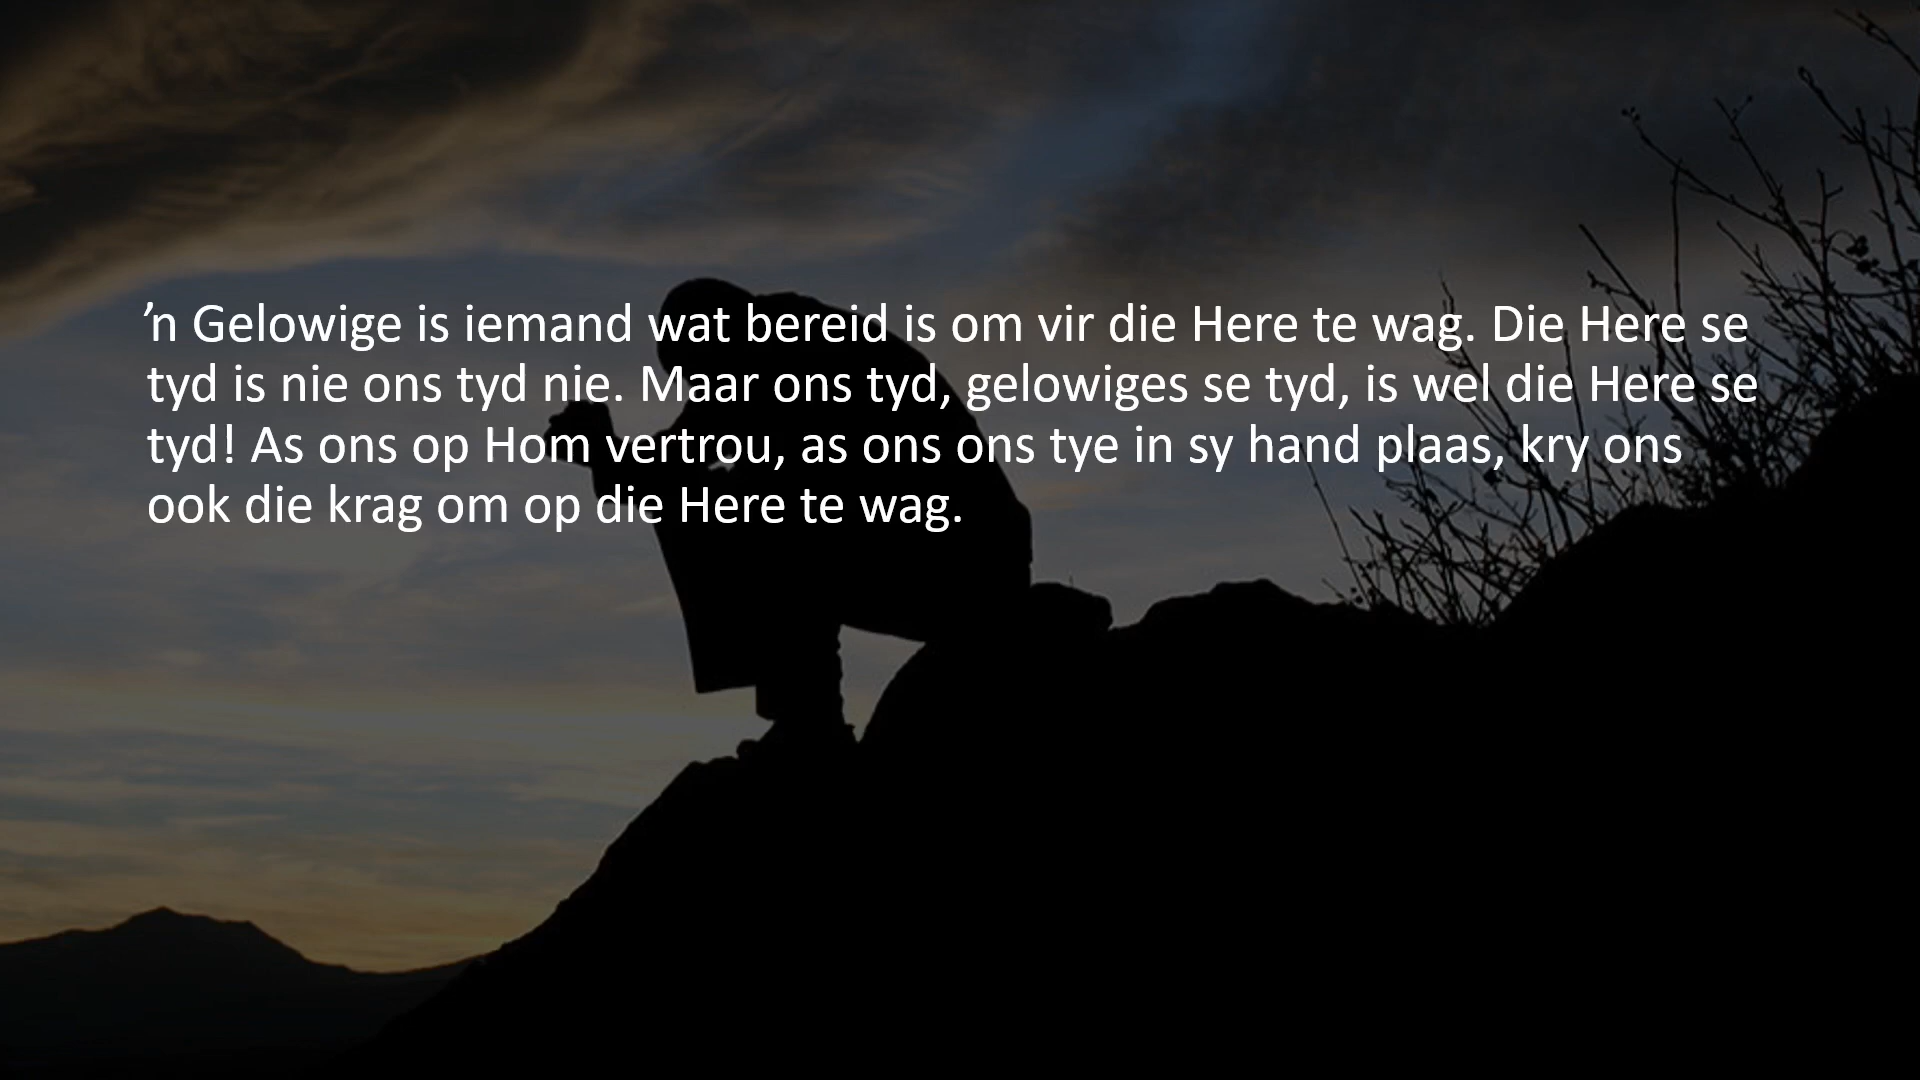 ’n Gelowige is iemand wat bereid is om vir die Here te wag. Die Here se
tyd is nie ons tyd nie. Maar ons tyd, gelowiges se tyd, is wel die Here se
tyd! As ons op Hom vertrou, as ons ons tye in sy hand plaas, kry ons
ook die krag om op die Here te wag.